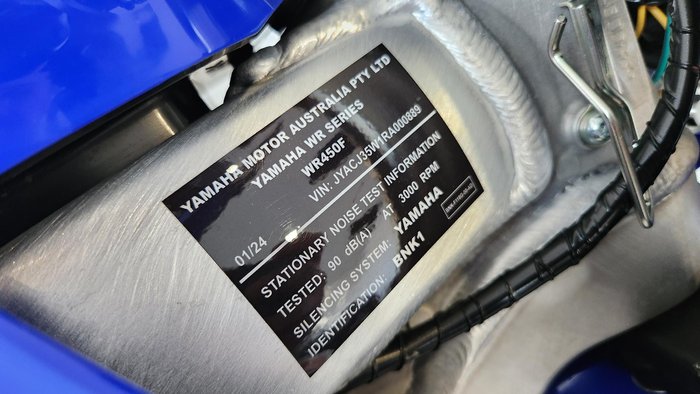 YAMAHA MOTOR AUSTRALIA PTY LTD
YAMAHA WR SERIES
WR450F
VIN: JYACJ35W1RA000889
01/24
STATIONARY NOISE TEST INFORMATION
TESTED: 90 dB(A). AT 3000 RPM
SILENCING SYSTEM: YAMAHA
IDENTIFICATION: BNK1